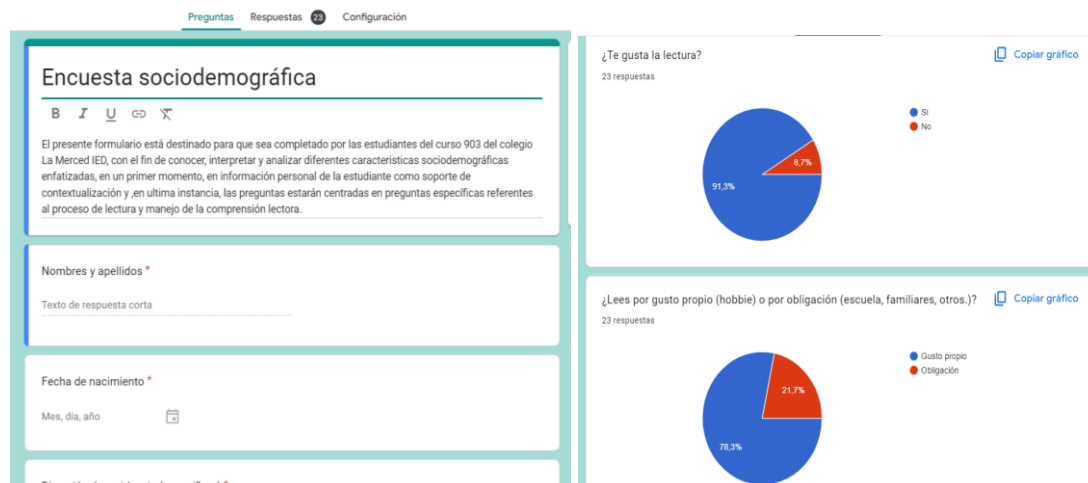 Preguntas Respuestas 23 Configuración
Encuesta sociodemográfica
B I U
El presente formulario está destinado para que sea completado por las estudiantes del curso 903 del colegio
La Merced IED, con el fin de conocer, interpretar y analizar diferentes caracteristicas sociodemográficas
enfatizadas, en un primer momento, en información personal de la estudiante como soporte de
contextualización y ,en ultima instancia, las preguntas estarán centradas en preguntas específicas referentes
al proceso de lectura y manejo de la comprensión lectora.
Nombres y apellidos *
Texto de respuesta corta
Fecha de nacimiento *
Mes, día, año
¿Te gusta la lectura?
Copiar gráfico
23 respuestas
Si
No
8,7%
91,3%
¿Lees por gusto propio (hobbie) o por obligación (escuela, familiares, otros.)?
Copiar gráfico
23 respuestas
Gusto propio
Obligación
21,7%
78,3%